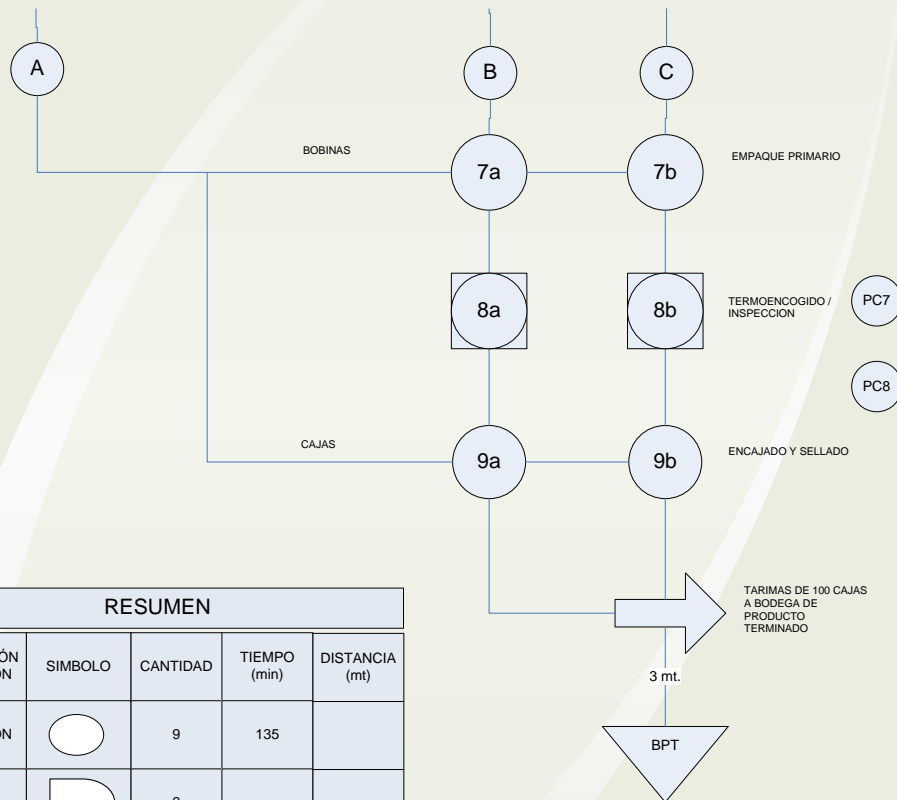 A
B
C
BOBINAS
7a
7b
EMPAQUE PRIMARIO
8a
8b
TERMOENCOGIDO /
INSPECCION
PC7
PC8
CAJAS
9a
9b
ENCAJADO Y SELLADO
TARIMAS DE 100 CAJAS
A BODEGA DE
PRODUCTO
TERMINADO
3 mt.
BPT
RESUMEN
SIMBOLO
CANTIDAD
TIEMPO
(min)
DISTANCIA
(mt)
9
135